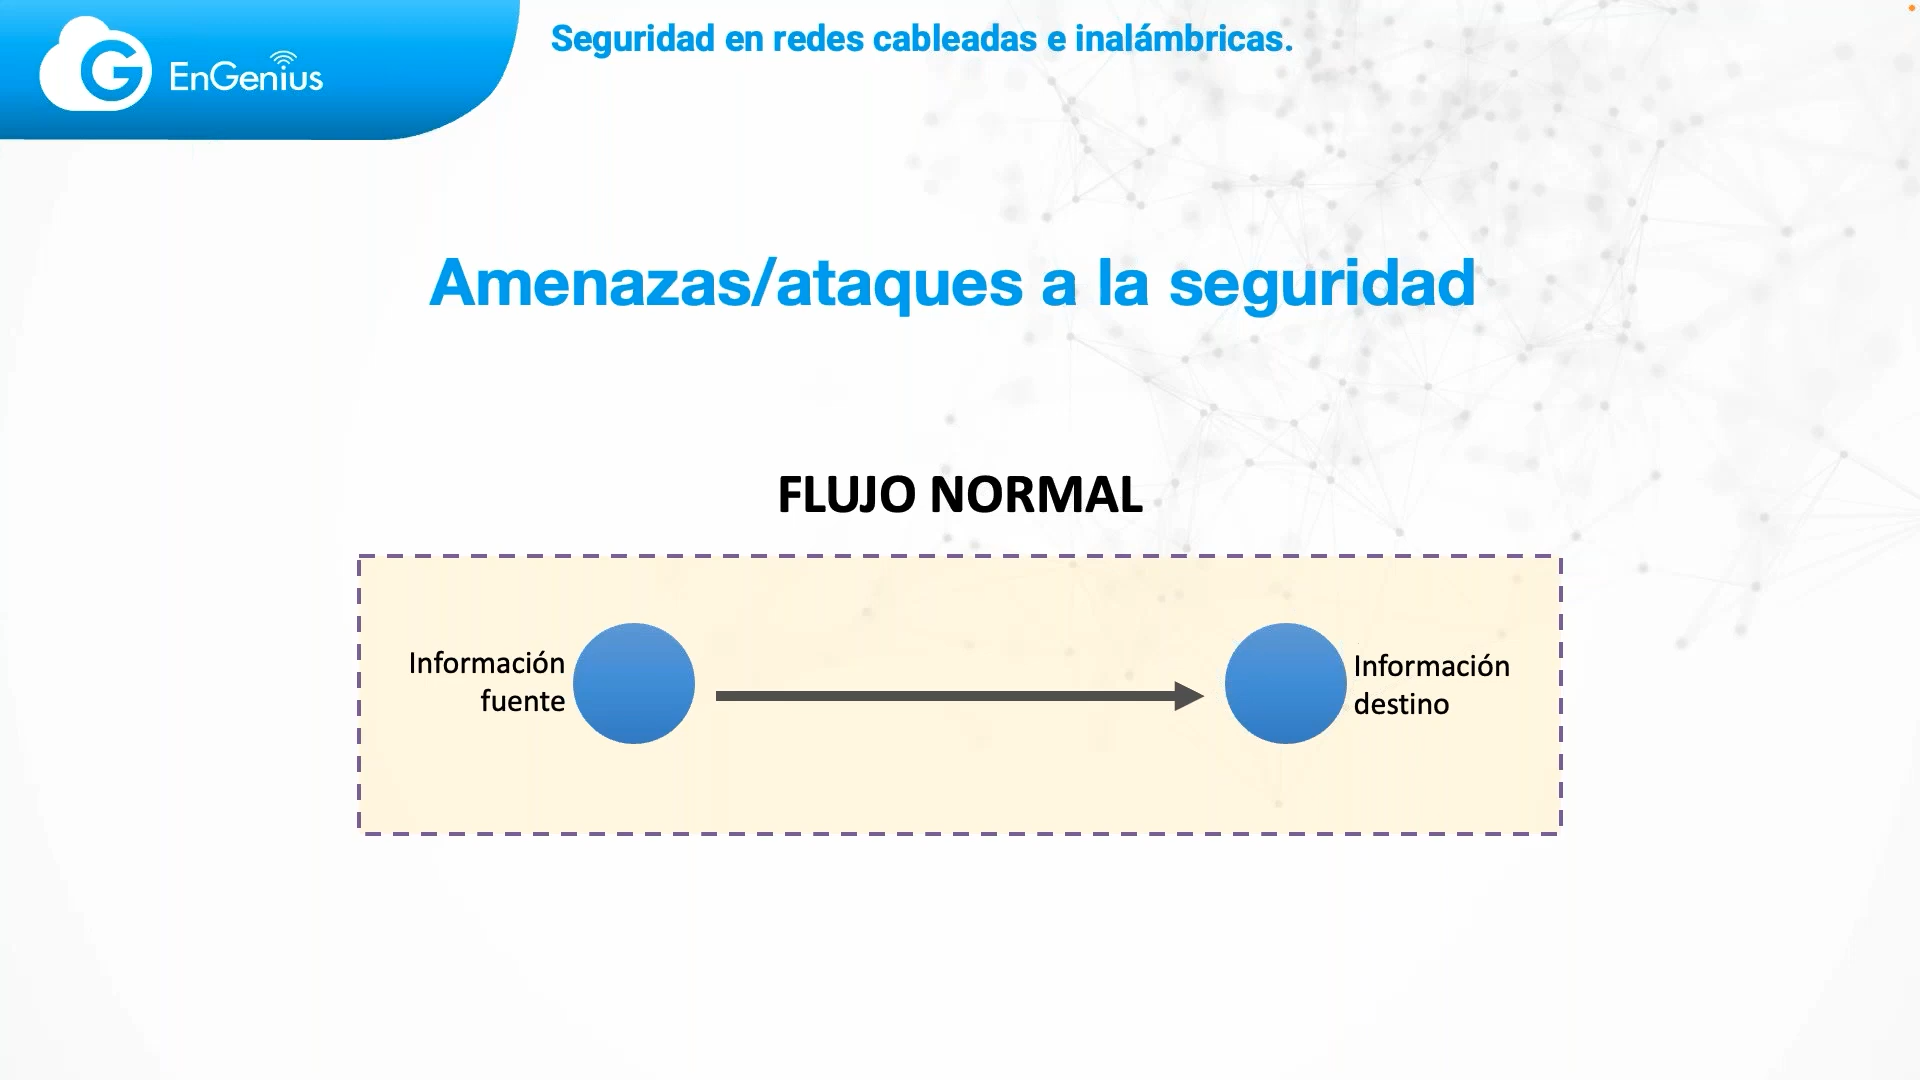 G EnGenius
Seguridad en redes cableadas e inalámbricas.
Amenazas/ataques a la seguridad
FLUJO NORMAL
Información
fuente
Información
destino